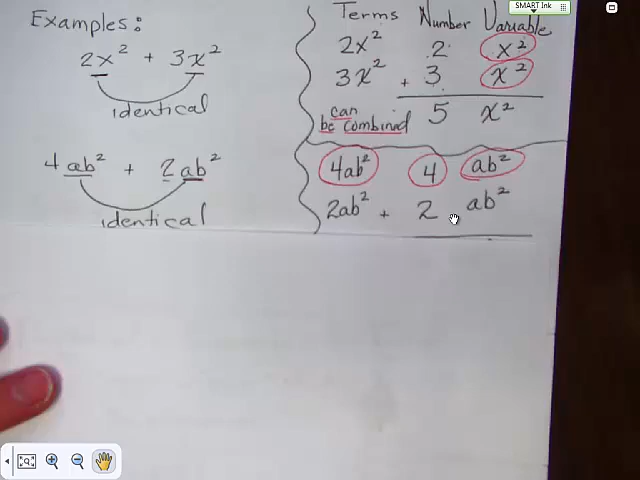 SMART Ink
Examples:
2x² + 3x²
identical
4ab² + 2ab²
identical
Terms Number Variable
2x² 2 x²
3x² + 3 x²
can be combined 5 x²
4ab² 4 ab²
2ab² + 2 ab²